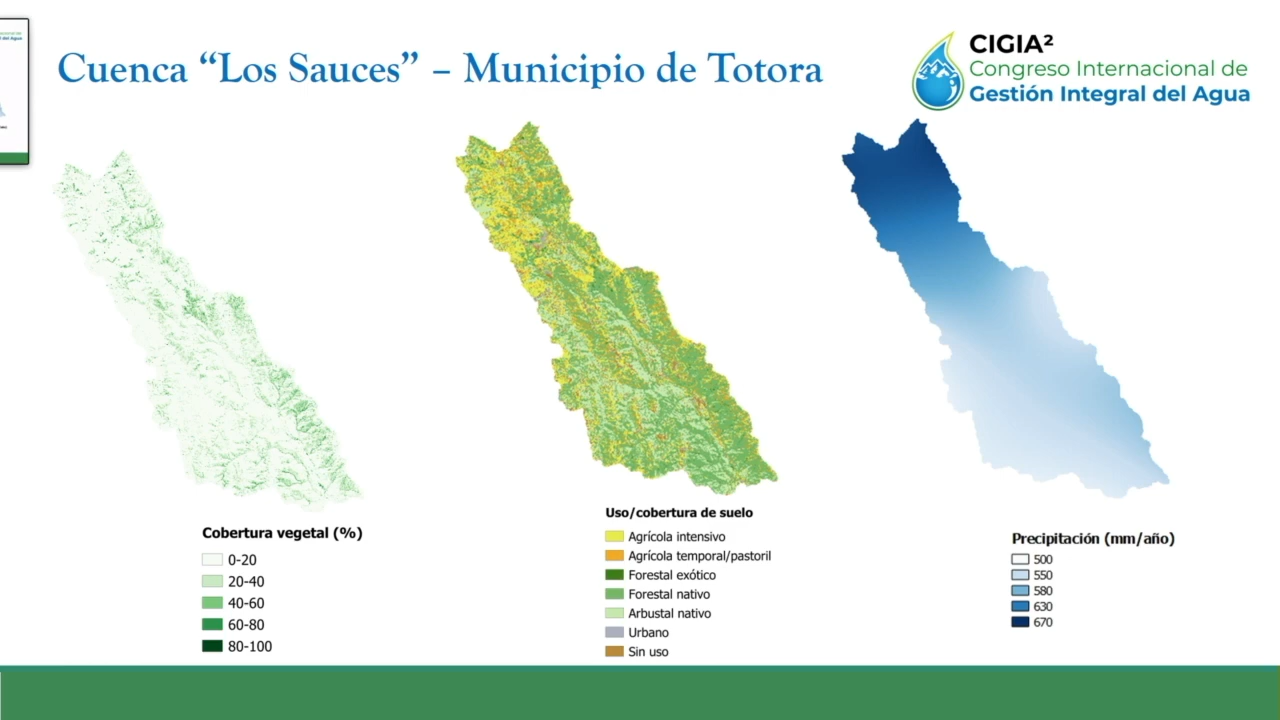 Cuenca “Los Sauces” – Municipio de Totora
CIGIA²
Congreso Internacional de
Gestión Integral del Agua
Cobertura vegetal (%)
0-20
20-40
40-60
60-80
80-100
Uso/cobertura de suelo
Agrícola intensivo
Agrícola temporal/pastoril
Forestal exótico
Forestal nativo
Arbustal nativo
Urbano
Sin uso
Precipitación (mm/año)
500
550
580
630
670